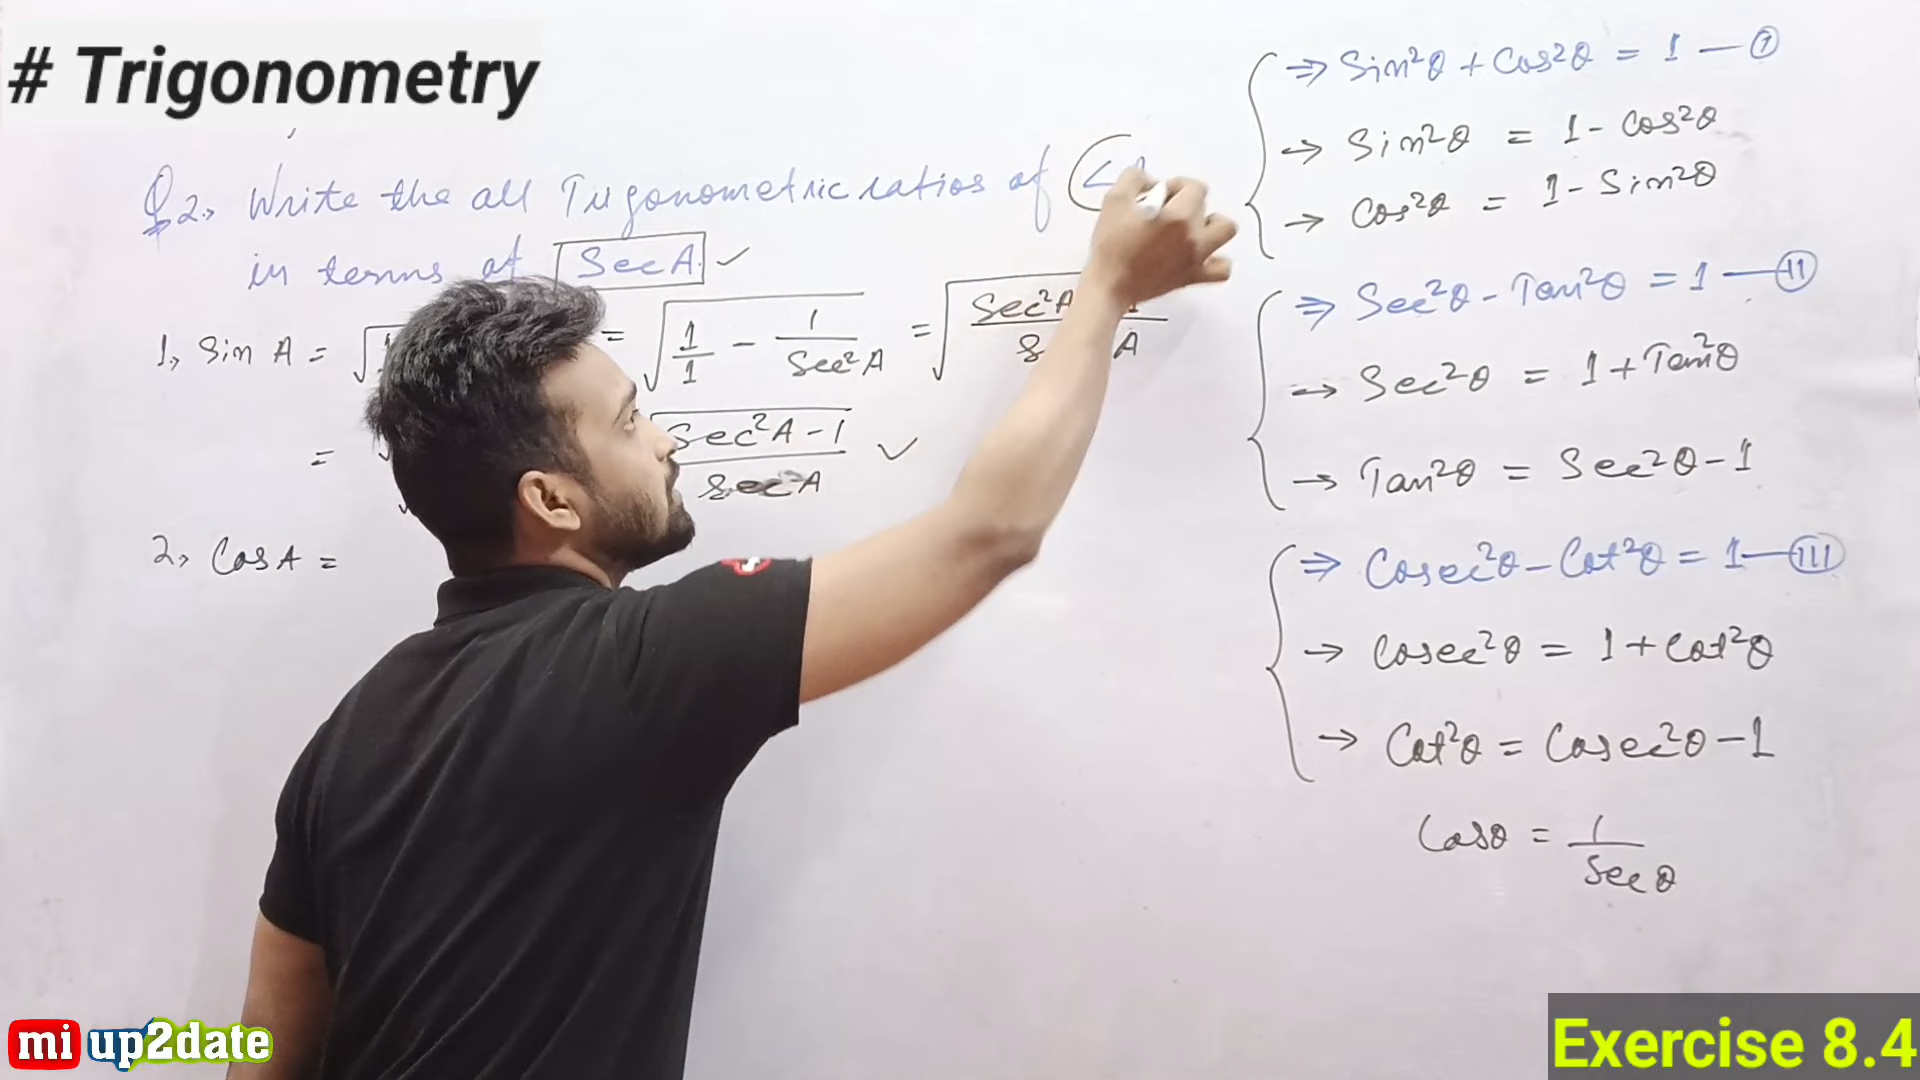 # Trigonometry
Q2. Write the all Trigonometric ratios of <
in terms of Sec A. ✓
1, Sin A = √ = √ 1/1 - 1/Sec²A = √ Sec²A 1 / S A
= Sec²A - 1 / Sec²A ✓
2, Cos A =
⇒ Sin²θ + Cos²θ = 1 — I
→ Sin²θ = 1 - Cos²θ
→ Cos²θ = 1 - Sin²θ
⇒ Sec²θ - Tan²θ = 1 — II
→ Sec²θ = 1 + Tan²θ
→ Tan²θ = Sec²θ - 1
⇒ Cosec²θ - Cot²θ = 1 — III
→ Cosec²θ = 1 + Cot²θ
→ Cot²θ = Cosec²θ - 1
Cosθ = 1/Secθ
mi up2date
Exercise 8.4